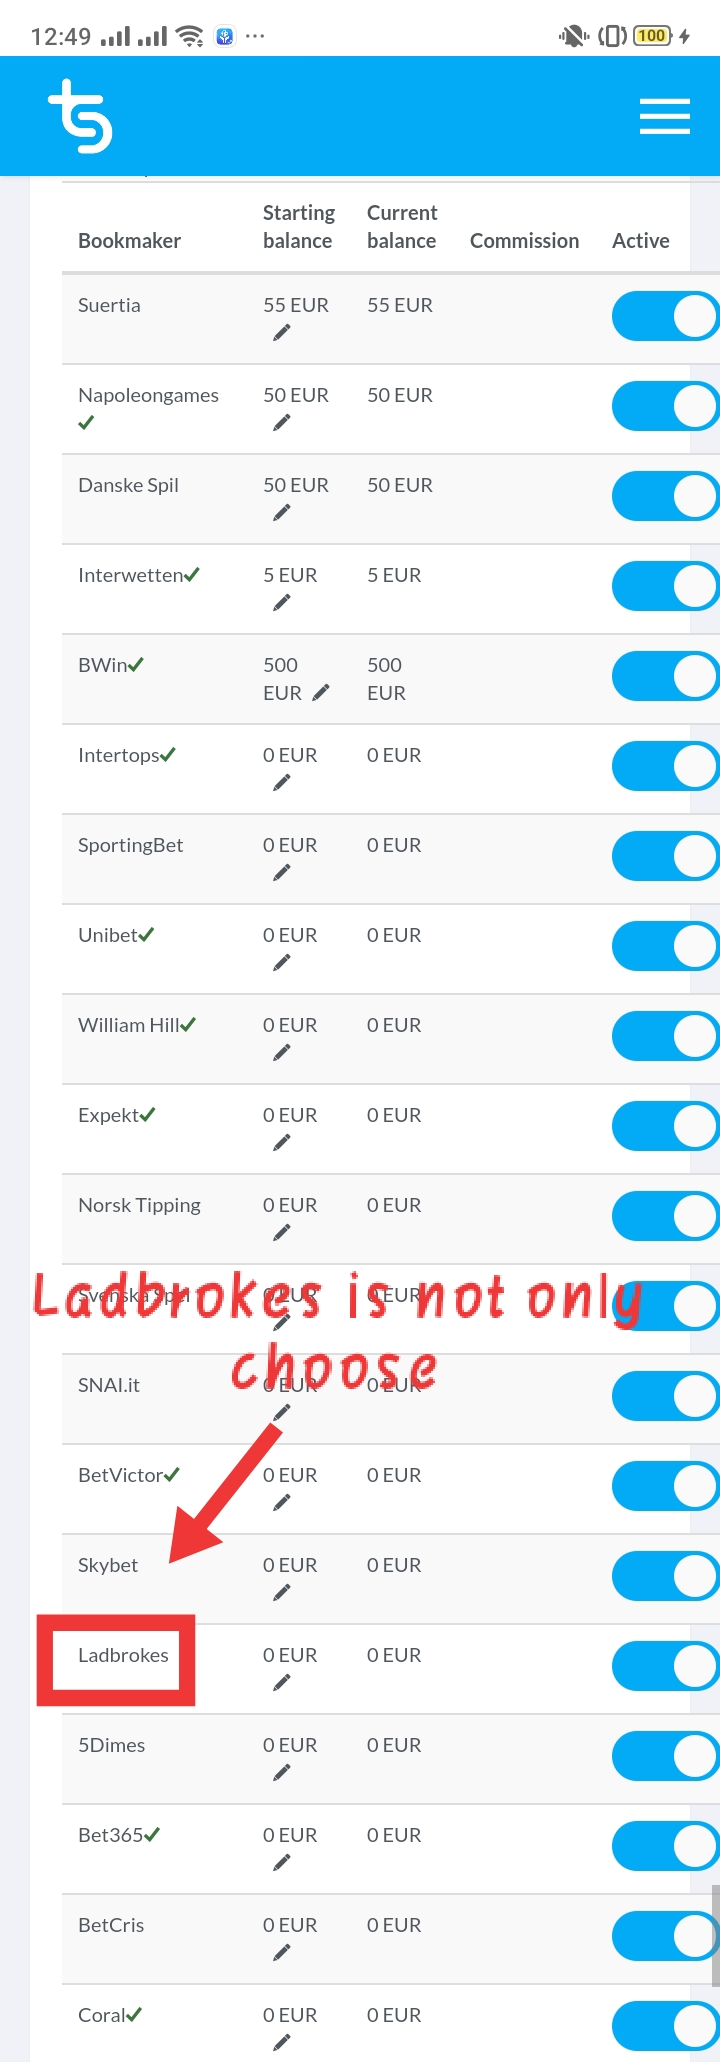 12:49 ... 100
ts
Bookmaker Starting balance Current balance Commission Active
Suertia 55 EUR 55 EUR
Napoleongames 50 EUR 50 EUR
Danske Spil 50 EUR 50 EUR
Interwetten 5 EUR 5 EUR
BWin 500 EUR 500 EUR
Intertops 0 EUR 0 EUR
SportingBet 0 EUR 0 EUR
Unibet 0 EUR 0 EUR
William Hill 0 EUR 0 EUR
Expekt 0 EUR 0 EUR
Norsk Tipping 0 EUR 0 EUR
Svenska Spel 0 EUR 0 EUR
Ladbrokes is not only
choose
SNAI.it 0 EUR 0 EUR
BetVictor 0 EUR 0 EUR
Skybet 0 EUR 0 EUR
Ladbrokes 0 EUR 0 EUR
5Dimes 0 EUR 0 EUR
Bet365 0 EUR 0 EUR
BetCris 0 EUR 0 EUR
Coral 0 EUR 0 EUR